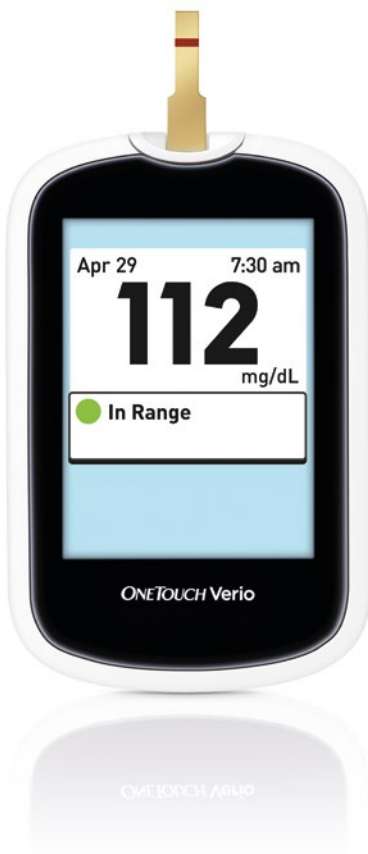 Apr 29 7:30 am
112
mg/dL
In Range
ONETOUCH Verio